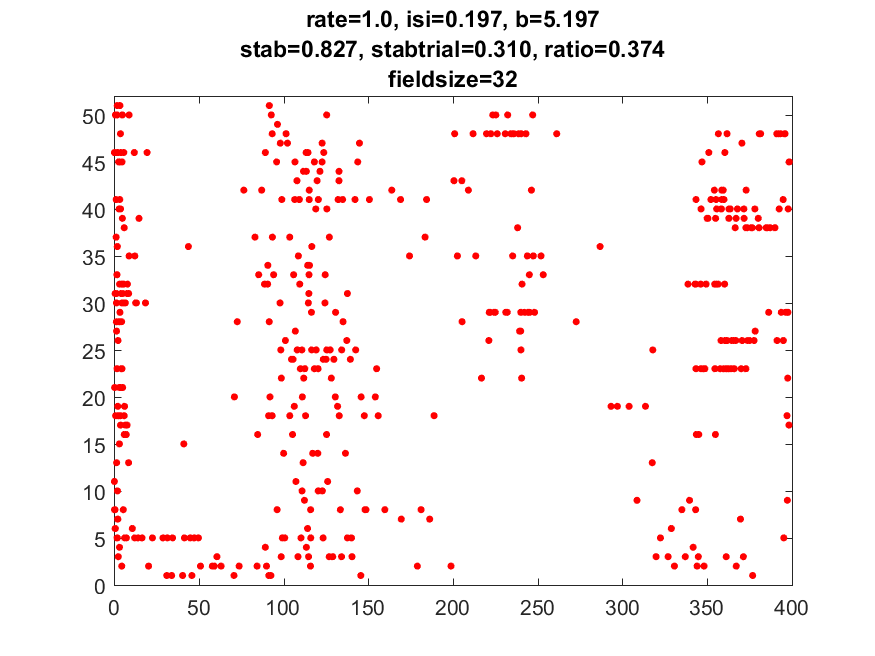 rate=1.0, isi=0.197, b=5.197
stab=0.827, stabtrial=0.310, ratio=0.374
fieldsize=32
50
45
40
35
30
25
20
15
10
5
0
0 50 100 150 200 250 300 350 400